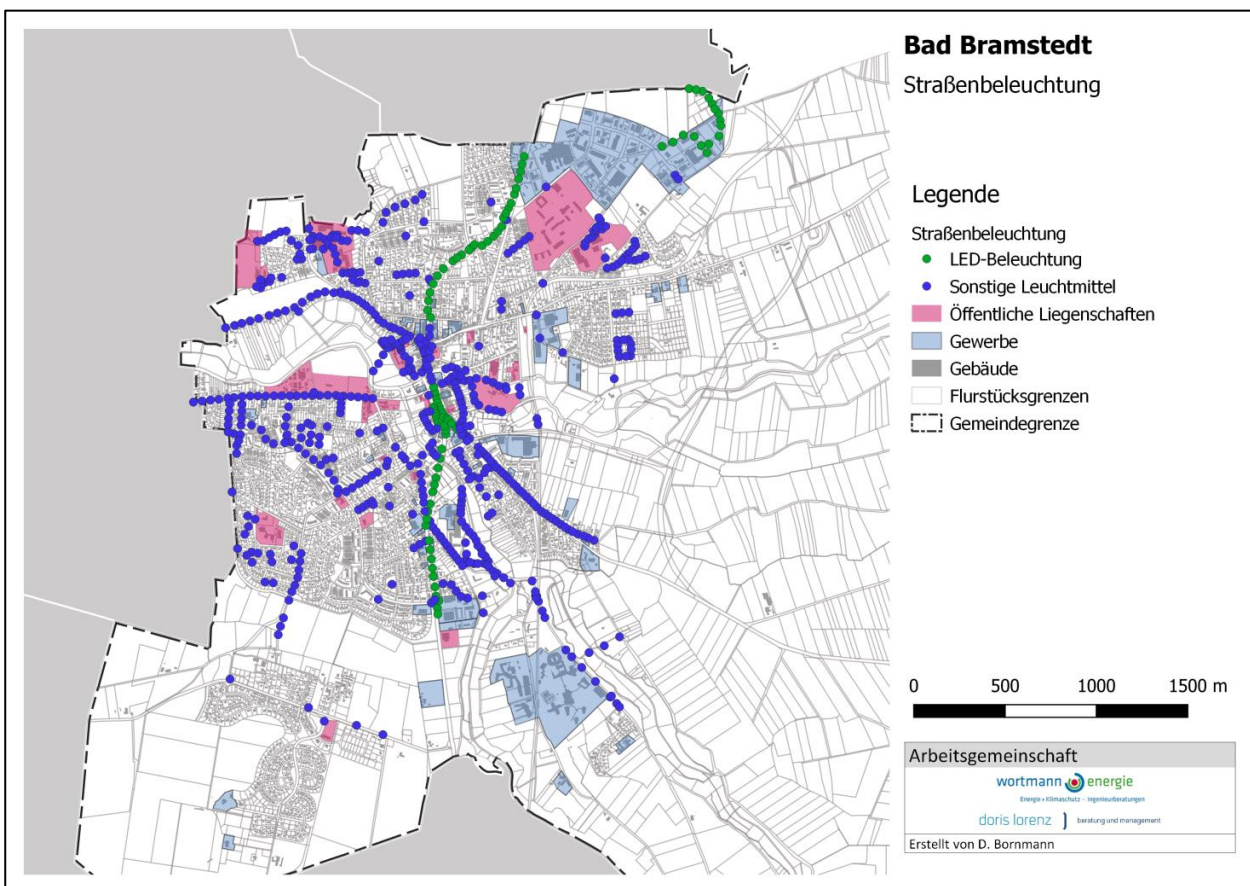 Bad Bramstedt
Straßenbeleuchtung
Legende
Straßenbeleuchtung
LED-Beleuchtung
Sonstige Leuchtmittel
Öffentliche Liegenschaften
Gewerbe
Gebäude
Flurstücksgrenzen
Gemeindegrenze
0 500 1000 1500 m
Arbeitsgemeinschaft
wortmann energie
Energie + Klimaschutz - Ingenieurberatungen
doris lorenz beratung und management
Erstellt von D. Bornmann